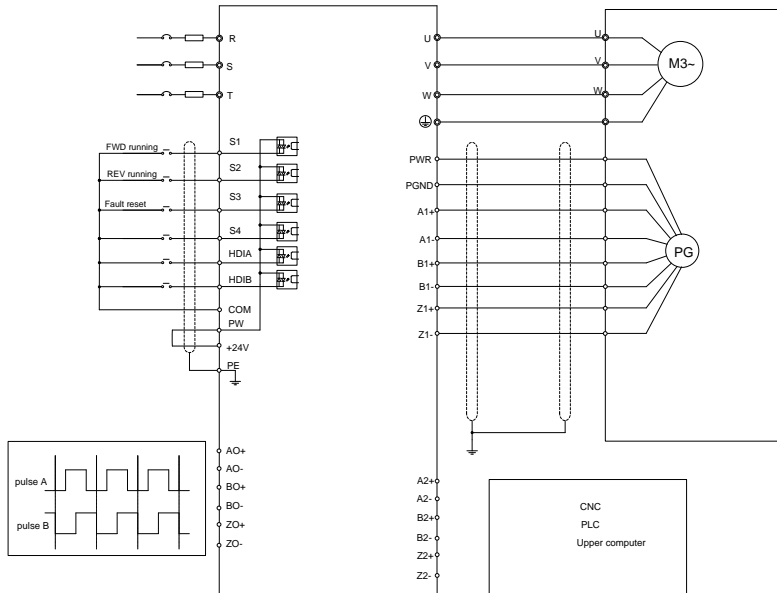 R
S
T
FWD running
REV running
Fault reset
S1
S2
S3
S4
HDIA
HDIB
COM
PW
+24V
PE
AO+
AO-
BO+
BO-
ZO+
ZO-
pulse A
pulse B
U
V
W
PWR
PGND
A1+
A1-
B1+
B1-
Z1+
Z1-
A2+
A2-
B2+
B2-
Z2+
Z2-
U
V
W
M3~
PG
CNC
PLC
Upper computer